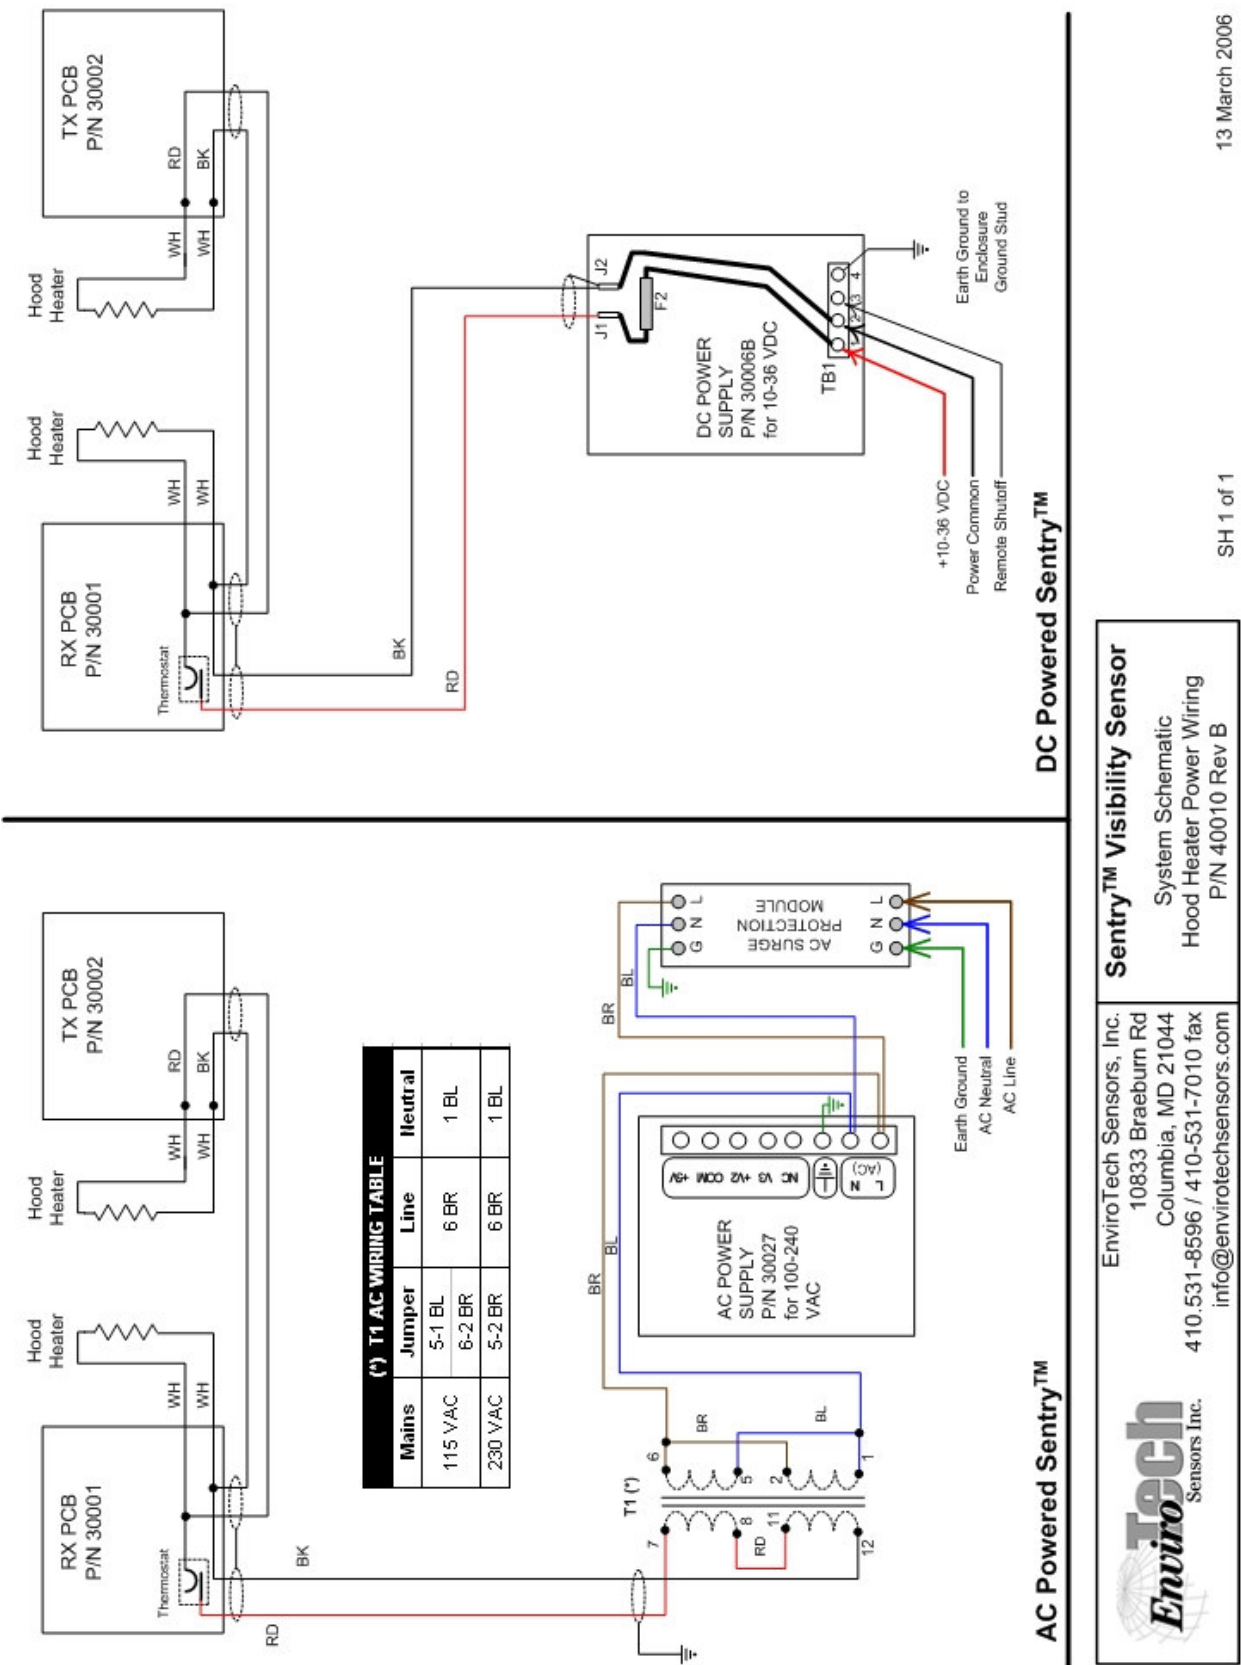 RX PCB
P/N 30001
Thermostat
WH
WH
Hood
Heater
Hood
Heater
WH
WH
TX PCB
P/N 30002
RD
BK
RD
BK
(*) T1 AC WIRING TABLE
Mains Jumper Line Neutral
115 VAC 5-1 BL 6 BR 1 BL
6-2 BR
230 VAC 5-2 BR 6 BR 1 BL
T1 (*)
7
8
11
12
RD
6
5
2
1
BR
BL
BR
BL
AC POWER
SUPPLY
P/N 30027
for 100-240
VAC
+5V
COM
+V2
V3
NC
N
L
(AC)
BR
BL
AC SURGE
PROTECTION
MODULE
G N L
G N L
Earth Ground
AC Neutral
AC Line
AC Powered Sentry™
RX PCB
P/N 30001
Thermostat
WH
WH
Hood
Heater
Hood
Heater
WH
WH
TX PCB
P/N 30002
RD
BK
BK
RD
J1
J2
F2
DC POWER
SUPPLY
P/N 30006B
for 10-36 VDC
TB1
1 2 3 4
+10-36 VDC
Power Common
Remote Shutoff
Earth Ground to
Enclosure
Ground Stud
DC Powered Sentry™
EnviroTech
Sensors Inc.
EnviroTech Sensors, Inc.
10833 Braeburn Rd
Columbia, MD 21044
410.531-8596 / 410-531-7010 fax
info@envirotechsensors.com
Sentry™ Visibility Sensor
System Schematic
Hood Heater Power Wiring
P/N 40010 Rev B
SH 1 of 1
13 March 2006